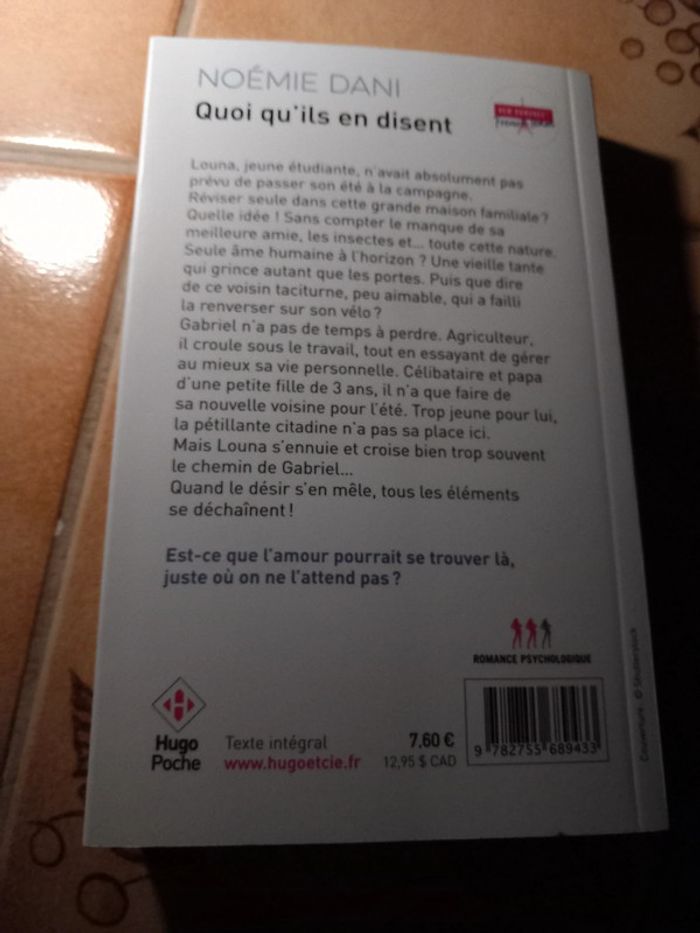 NOÉMIE DANI
Quoi qu'ils en disent
Louna, jeune étudiante, n'avait absolument pas
prévu de passer son été à la campagne.
Réviser seule dans cette grande maison familiale ?
Quelle idée ! Sans compter le manque de sa
meilleure amie, les insectes et... toute cette nature.
Seule âme humaine à l'horizon ? Une vieille tante
qui grince autant que les portes. Puis que dire
de ce voisin taciturne, peu aimable, qui a failli
la renverser sur son vélo ?
Gabriel n'a pas de temps à perdre. Agriculteur,
il croule sous le travail, tout en essayant de gérer
au mieux sa vie personnelle. Célibataire et papa
d'une petite fille de 3 ans, il n'a que faire de
sa nouvelle voisine pour l'été. Trop jeune pour lui,
la pétillante citadine n'a pas sa place ici.
Mais Louna s'ennuie et croise bien trop souvent
le chemin de Gabriel...
Quand le désir s'en mêle, tous les éléments
se déchaînent !
Est-ce que l'amour pourrait se trouver là,
juste où on ne l'attend pas ?
ROMANCE PSYCHOLOGIQUE
Hugo
Poche
Texte intégral
www.hugoetcie.fr
7,60 €
12,95 $ CAD
9 782755 689433
Couverture : © Shutterstock